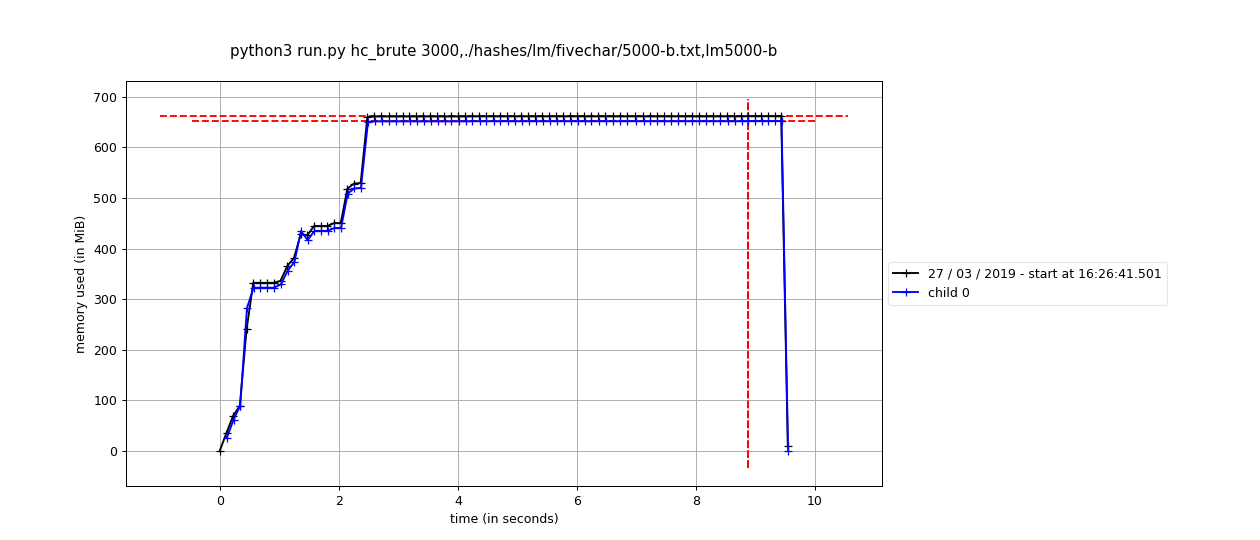 python3 run.py hc_brute 3000,./hashes/lm/fivechar/5000-b.txt,lm5000-b
700
600
500
400
300
200
100
0
memory used (in MiB)
0 2 4 6 8 10
time (in seconds)
27 / 03 / 2019 - start at 16:26:41.501
child 0